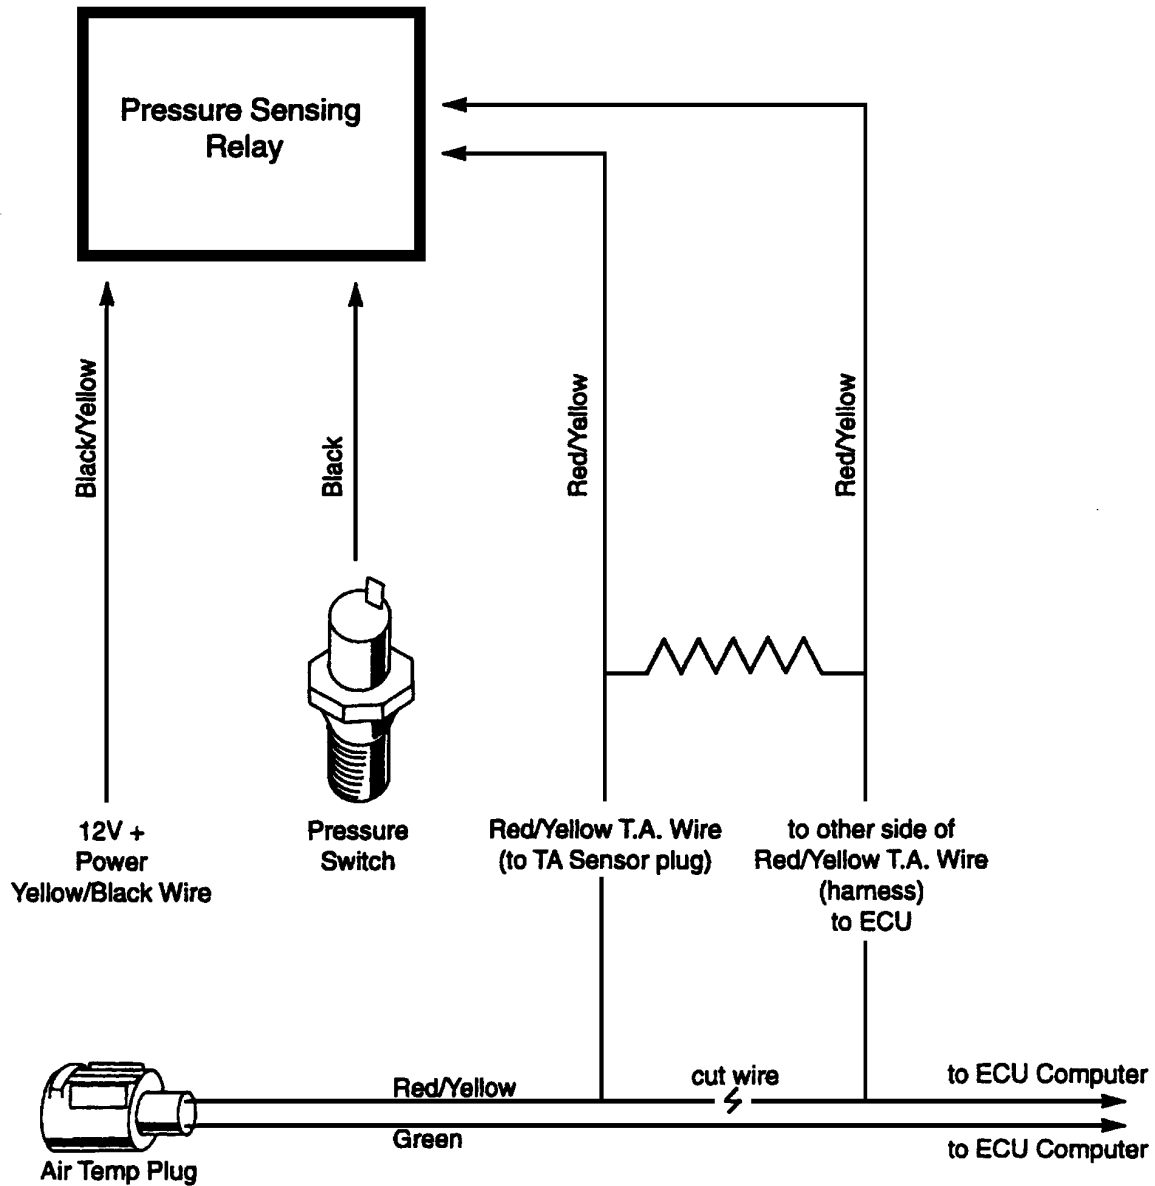 Pressure Sensing
Relay
Black/Yellow
Black
Red/Yellow
Red/Yellow
12V +
Power
Yellow/Black Wire
Pressure
Switch
Red/Yellow T.A. Wire
(to TA Sensor plug)
to other side of
Red/Yellow T.A. Wire
(harness)
to ECU
Red/Yellow
cut wire
to ECU Computer
Green
to ECU Computer
Air Temp Plug